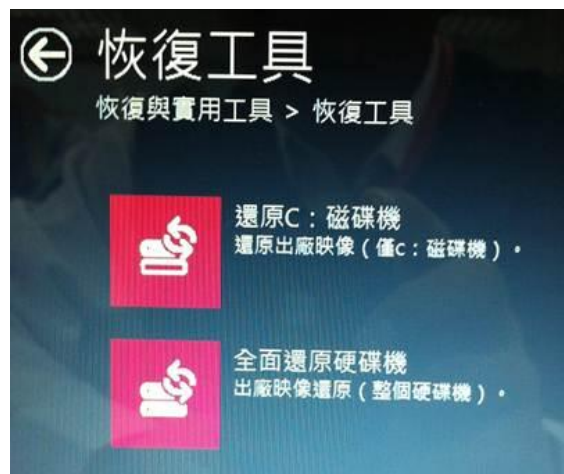 恢復工具
恢復與實用工具 > 恢復工具
還原C：磁碟機
還原出廠映像（僅c：磁碟機）。
全面還原硬碟機
出廠映像還原（整個硬碟機）。